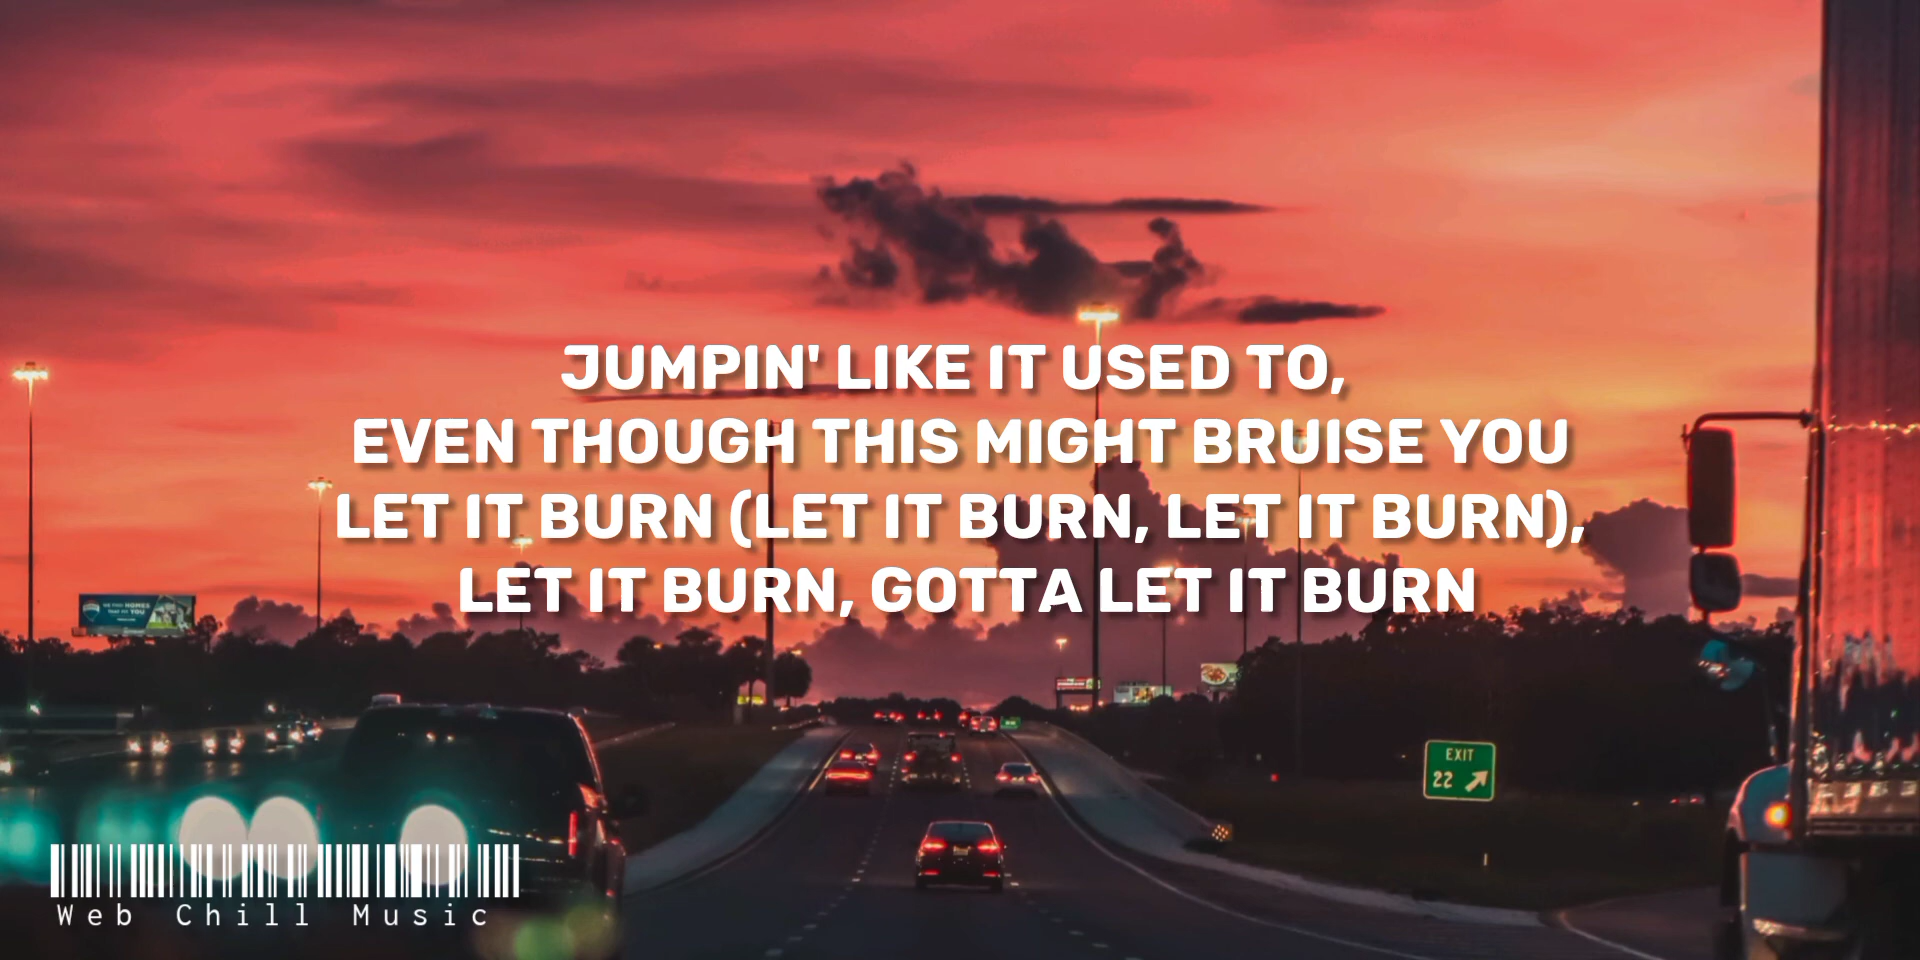 JUMPIN' LIKE IT USED TO,
EVEN THOUGH THIS MIGHT BRUISE YOU
LET IT BURN (LET IT BURN, LET IT BURN),
LET IT BURN, GOTTA LET IT BURN
EXIT
22
Web Chill Music